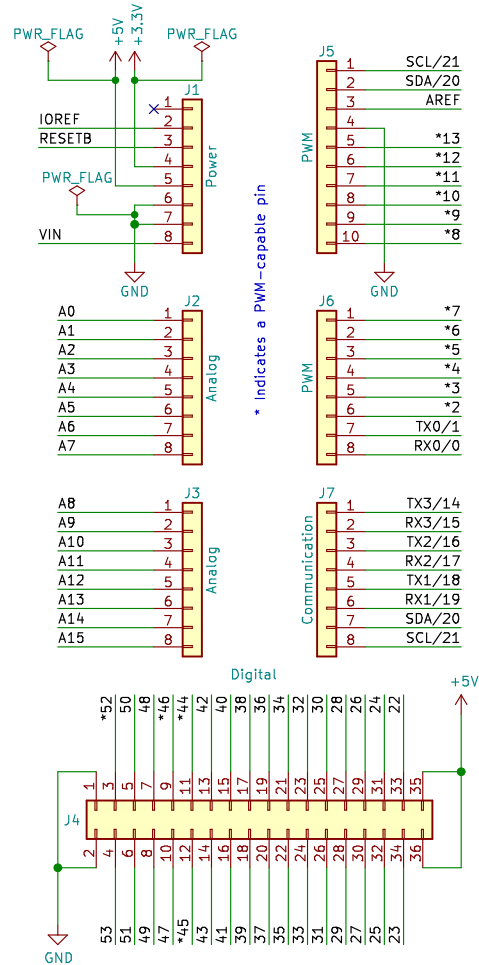 PWR_FLAG
+5V
+3.3V
PWR_FLAG
J1
1
IOREF 2
RESETB 3
4
PWR_FLAG
5
6
7
VIN 8
Power
GND
J5
1 SCL/21
2 SDA/20
3 AREF
4
5 *13
6 *12
7 *11
8 *10
9 *9
10 *8
PWM
GND
* Indicates a PWM-capable pin
J2
A0 1
A1 2
A2 3
A3 4
A4 5
A5 6
A6 7
A7 8
Analog
J6
1 *7
2 *6
3 *5
4 *4
5 *3
6 *2
7 TX0/1
8 RX0/0
PWM
J3
A8 1
A9 2
A10 3
A11 4
A12 5
A13 6
A14 7
A15 8
Analog
J7
1 TX3/14
2 RX3/15
3 TX2/16
4 RX2/17
5 TX1/18
6 RX1/19
7 SDA/20
8 SCL/21
Communication
Digital
+5V
*52 50 48 *46 *44 42 40 38 36 34 32 30 28 26 24 22
1 3 5 7 9 11 13 15 17 19 21 23 25 27 29 31 33 35
J4
2 4 6 8 10 12 14 16 18 20 22 24 26 28 30 32 34 36
53 51 49 47 *45 43 41 39 37 35 33 31 29 27 25 23
GND